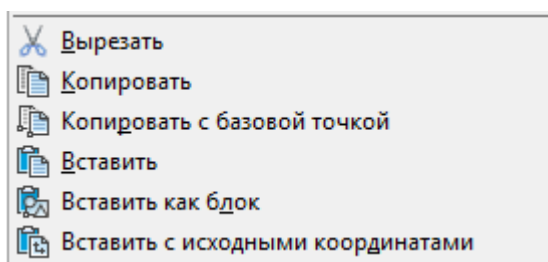 Вырезать
Копировать
Копировать с базовой точкой
Вставить
Вставить как блок
Вставить с исходными координатами